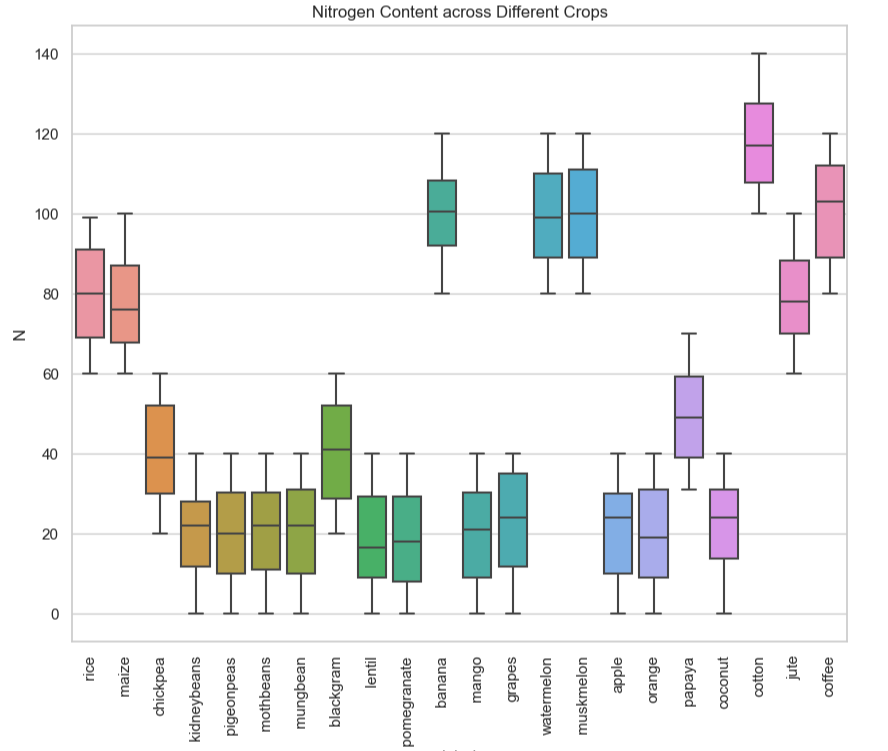 Nitrogen Content across Different Crops
N
140
120
100
80
60
40
20
0
rice
maize
chickpea
kidneybeans
pigeonpeas
mothbeans
mungbean
blackgram
lentil
pomegranate
banana
mango
grapes
watermelon
muskmelon
apple
orange
papaya
coconut
cotton
jute
coffee